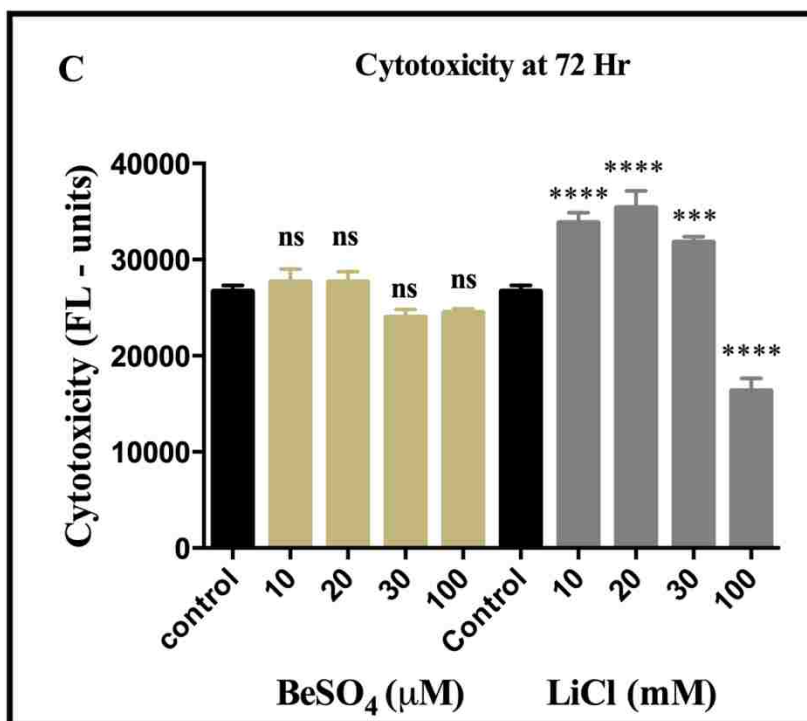 C
Cytotoxicity at 72 Hr
Cytotoxicity (FL - units)
40000
30000
20000
10000
0
ns
ns
ns
ns
****
****
***
****
control
10
20
30
100
Control
10
20
30
100
BeSO₄ (μM)
LiCl (mM)